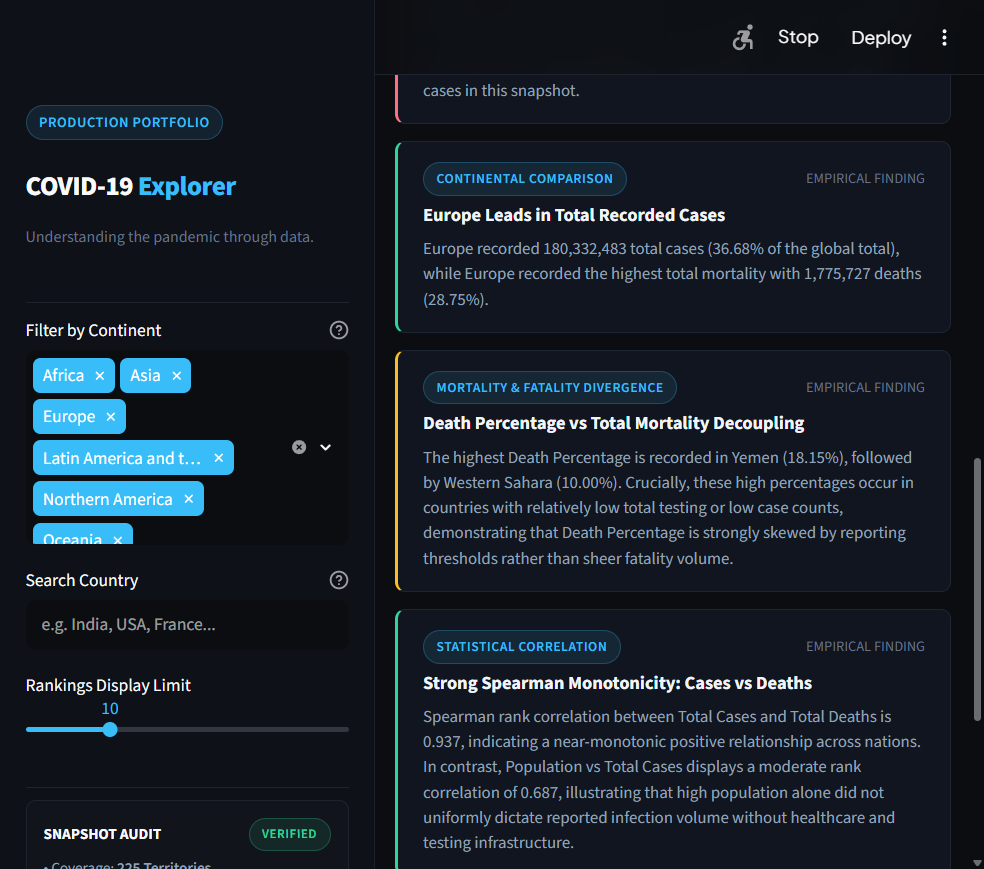 Stop
Deploy
PRODUCTION PORTFOLIO
COVID-19 Explorer
Understanding the pandemic through data.
Filter by Continent
Africa
Asia
Europe
Latin America and t...
Northern America
Oceania
Search Country
e.g. India, USA, France...
Rankings Display Limit
10
SNAPSHOT AUDIT
VERIFIED
• Coverage: 225 Territories
cases in this snapshot.
CONTINENTAL COMPARISON
EMPIRICAL FINDING
Europe Leads in Total Recorded Cases
Europe recorded 180,332,483 total cases (36.68% of the global total),
while Europe recorded the highest total mortality with 1,775,727 deaths
(28.75%).
MORTALITY & FATALITY DIVERGENCE
EMPIRICAL FINDING
Death Percentage vs Total Mortality Decoupling
The highest Death Percentage is recorded in Yemen (18.15%), followed
by Western Sahara (10.00%). Crucially, these high percentages occur in
countries with relatively low total testing or low case counts,
demonstrating that Death Percentage is strongly skewed by reporting
thresholds rather than sheer fatality volume.
STATISTICAL CORRELATION
EMPIRICAL FINDING
Strong Spearman Monotonicity: Cases vs Deaths
Spearman rank correlation between Total Cases and Total Deaths is
0.937, indicating a near-monotonic positive relationship across nations.
In contrast, Population vs Total Cases displays a moderate rank
correlation of 0.687, illustrating that high population alone did not
uniformly dictate reported infection volume without healthcare and
testing infrastructure.